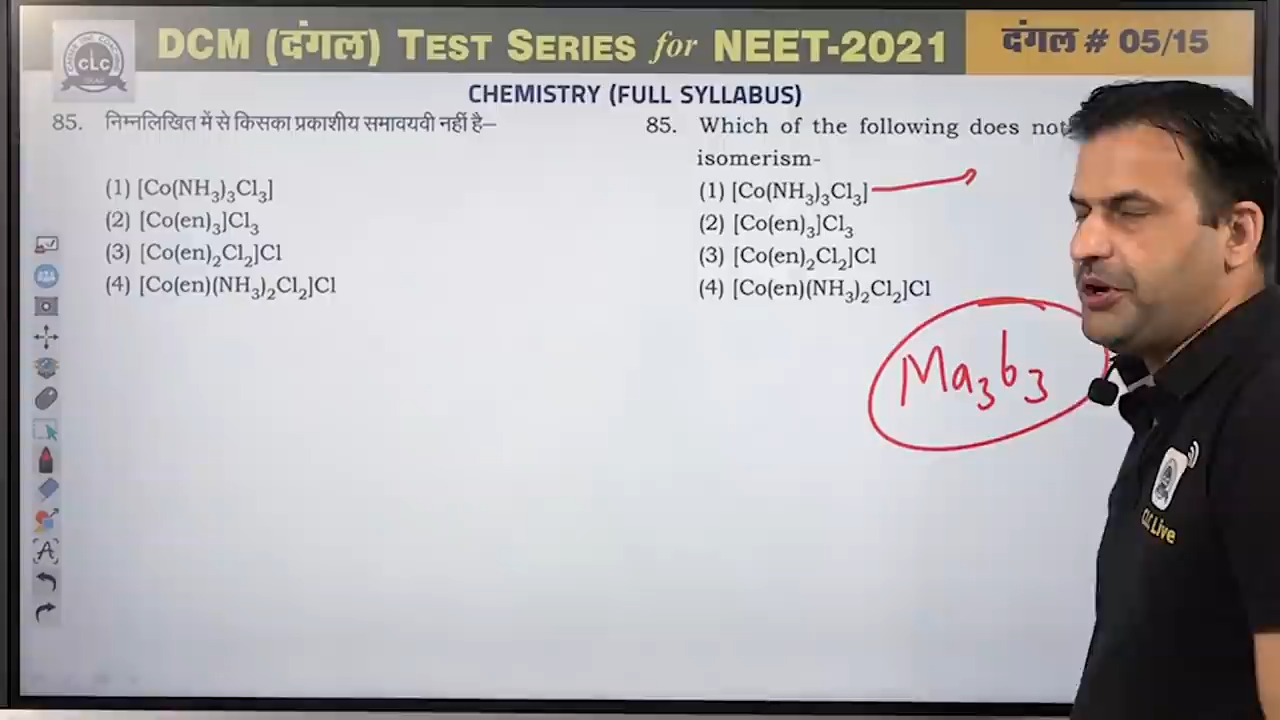 DCM (दंगल) TEST SERIES for NEET-2021
दंगल # 05/15
CLC
CHEMISTRY (FULL SYLLABUS)
85. निम्नलिखित में से किसका प्रकाशीय समावयवी नहीं है–
(1) [Co(NH₃)₃Cl₃]
(2) [Co(en)₃]Cl₃
(3) [Co(en)₂Cl₂]Cl
(4) [Co(en)(NH₃)₂Cl₂]Cl
85. Which of the following does not
isomerism-
(1) [Co(NH₃)₃Cl₃]
(2) [Co(en)₃]Cl₃
(3) [Co(en)₂Cl₂]Cl
(4) [Co(en)(NH₃)₂Cl₂]Cl
Ma₃b₃
CLC Live